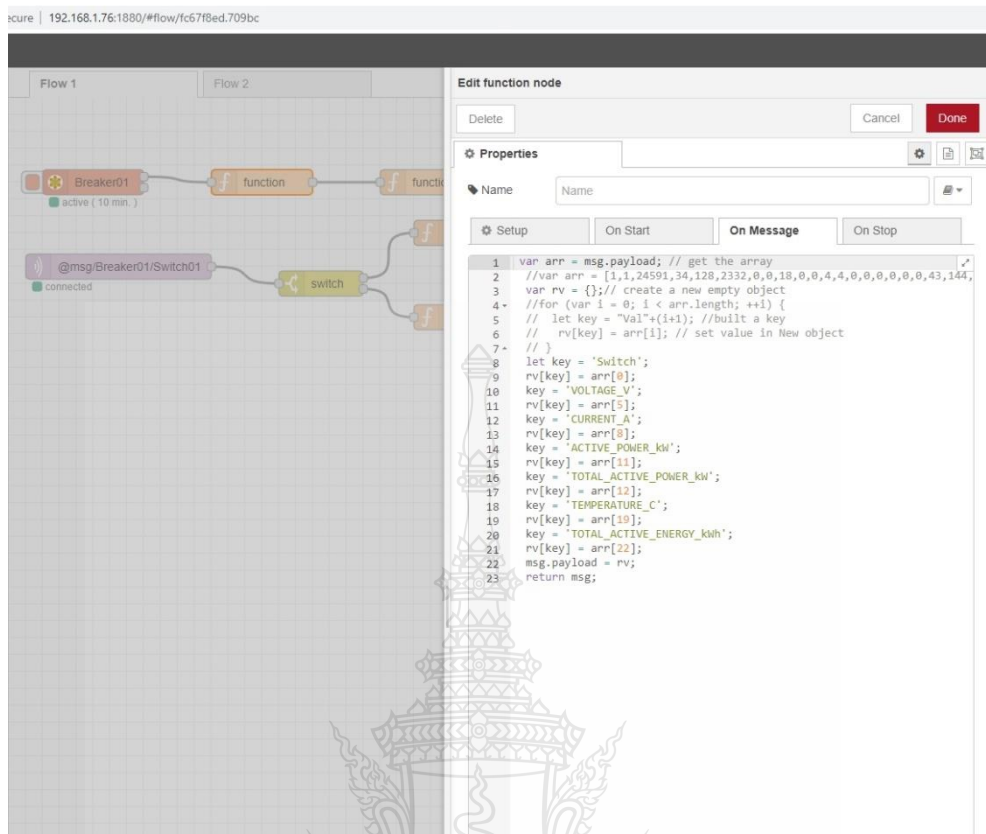 ecure | 192.168.1.76:1880/#flow/fc67f8ed.709bc
Flow 1
Flow 2
Breaker01
active ( 10 min. )
function
@msg/Breaker01/Switch01
connected
switch
Edit function node
Delete
Cancel
Done
Properties
Name
Name
Setup
On Start
On Message
On Stop
1 var arr = msg.payload; // get the array
2 //var arr = [1,1,24591,34,128,2332,0,0,18,0,0,4,4,0,0,0,0,0,0,43,144,
3 var rv = {};// create a new empty object
4 //for (var i = 0; i < arr.length; ++i) {
5 // let key = "Val"+(i+1); //built a key
6 // rv[key] = arr[i]; // set value in New object
7 // }
8 let key = 'Switch';
9 rv[key] = arr[0];
10 key = 'VOLTAGE_V';
11 rv[key] = arr[5];
12 key = 'CURRENT_A';
13 rv[key] = arr[8];
14 key = 'ACTIVE_POWER_kW';
15 rv[key] = arr[11];
16 key = 'TOTAL_ACTIVE_POWER_kW';
17 rv[key] = arr[12];
18 key = 'TEMPERATURE_C';
19 rv[key] = arr[19];
20 key = 'TOTAL_ACTIVE_ENERGY_kWh';
21 rv[key] = arr[22];
22 msg.payload = rv;
23 return msg;